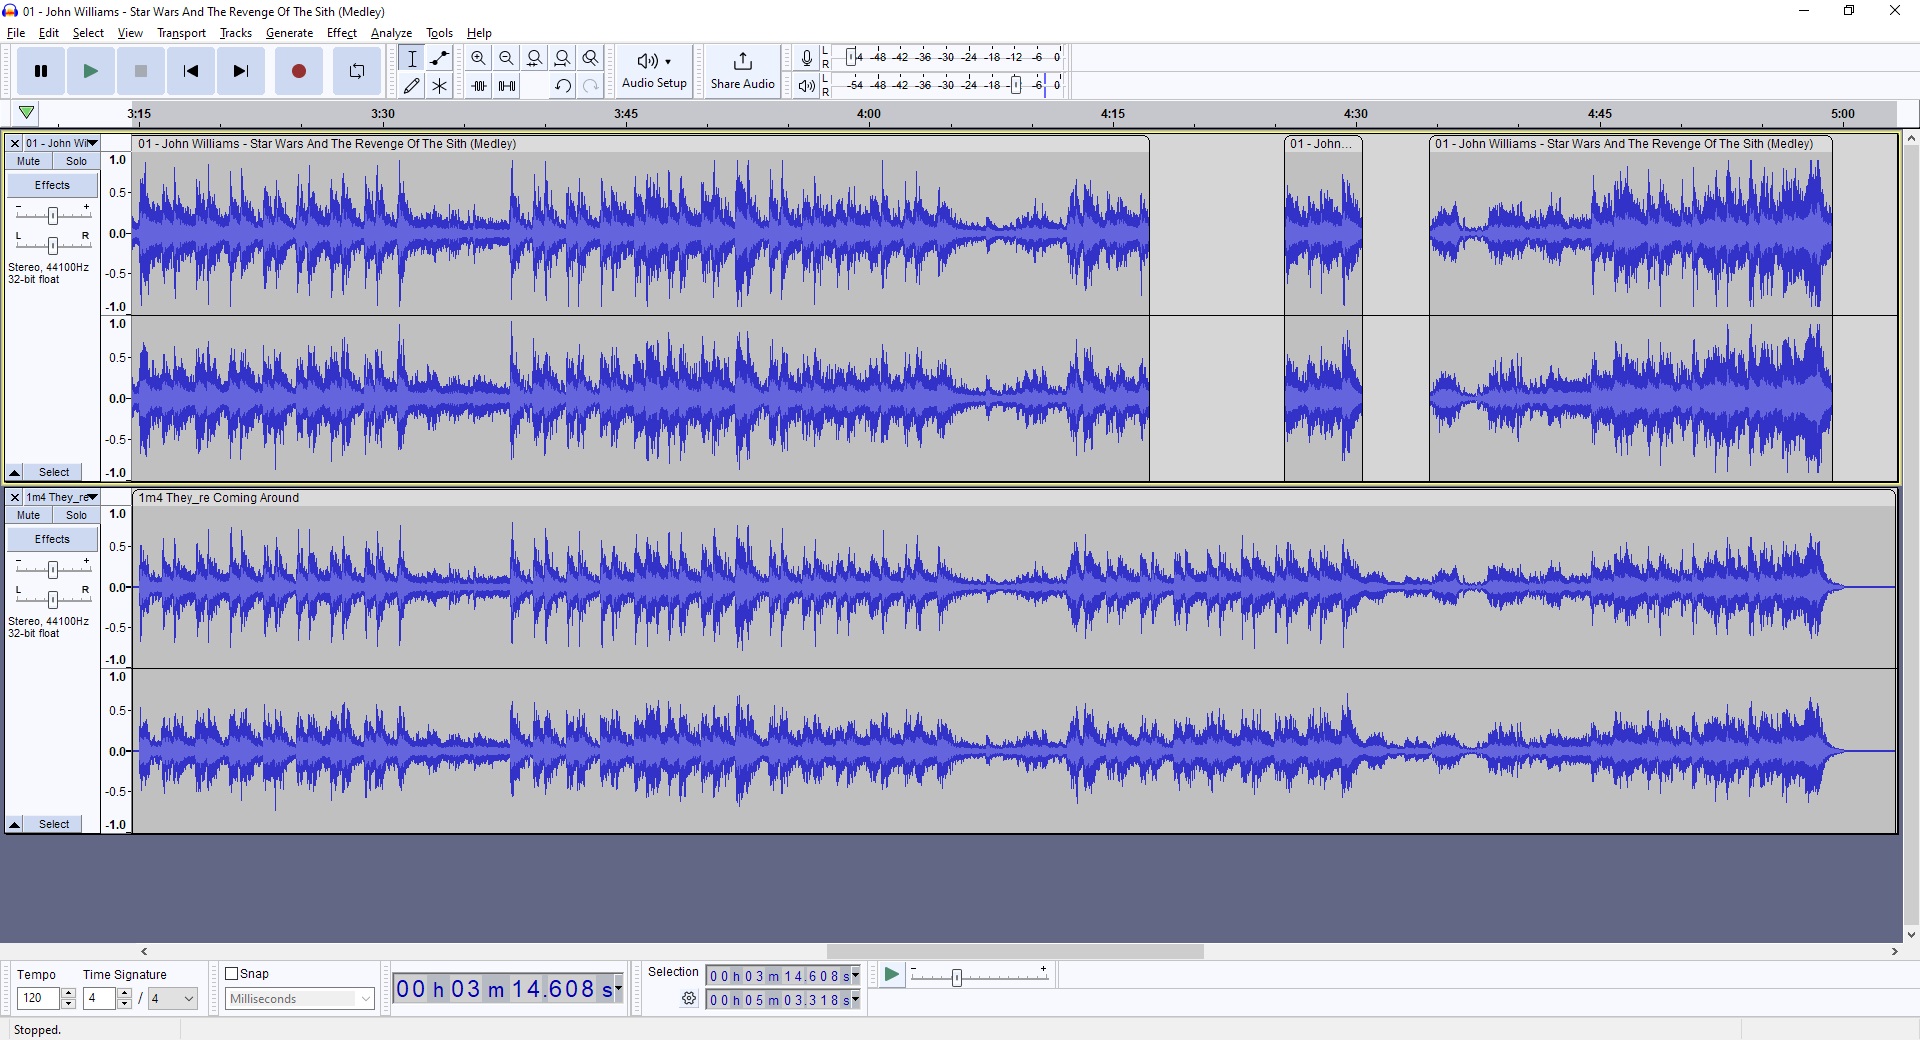 01 - John Williams - Star Wars And The Revenge Of The Sith (Medley)
File Edit Select View Transport Tracks Generate Effect Analyze Tools Help
Audio Setup
Share Audio
L
R
4 -48 -42 -36 -30 -24 -18 -12 -6 0
L
R
-54 -48 -42 -36 -30 -24 -18 -6 0
3:15 3:30 3:45 4:00 4:15 4:30 4:45 5:00
01 - John Wil
Mute Solo
Effects
- +
L R
Stereo, 44100Hz
32-bit float
Select
1.0
0.5
0.0
-0.5
-1.0
1.0
0.5
0.0
-0.5
-1.0
01 - John Williams - Star Wars And The Revenge Of The Sith (Medley)
01 - John...
01 - John Williams - Star Wars And The Revenge Of The Sith (Medley)
1m4 They_re
Mute Solo
Effects
- +
L R
Stereo, 44100Hz
32-bit float
Select
1.0
0.5
0.0
-0.5
-1.0
1.0
0.5
0.0
-0.5
-1.0
1m4 They_re Coming Around
Tempo
120
Time Signature
4 / 4
Snap
Milliseconds
00 h 03 m 14.608 s
Selection
00 h 03 m 14.608 s
00 h 05 m 03.318 s
- +
Stopped.